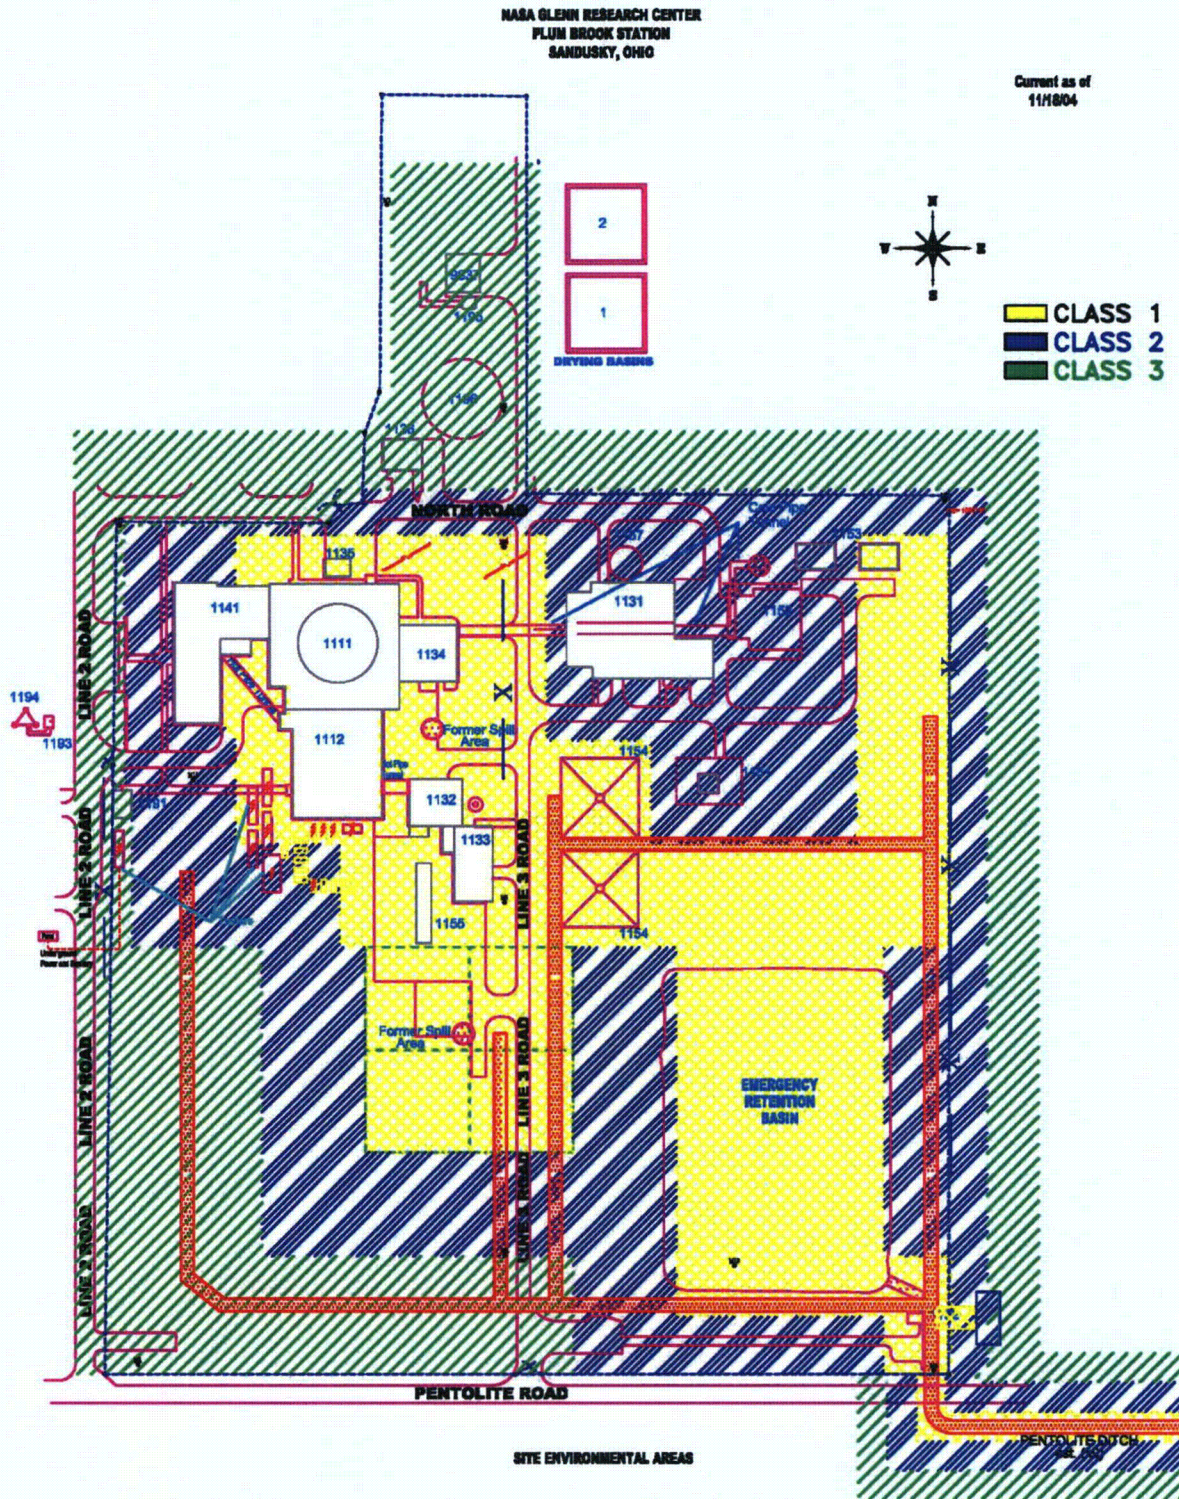 NASA GLENN RESEARCH CENTER
PLUM BROOK STATION
SANDUSKY, OHIO
Current as of
11/18/04
N
W
E
S
CLASS 1
CLASS 2
CLASS 3
2
1
DRYING BASINS
1196
NORTH ROAD
1135
1141
1111
1134
1131
1153
LINE 2 ROAD
1194
1193
1112
Former Spill
Area
1154
1132
1133
1191
LINE 2 ROAD
LINE 3 ROAD
1155
1154
Former Spill
Area
LINE 2 ROAD
LINE 3 ROAD
EMERGENCY
RETENTION
BASIN
LINE 2 ROAD
LINE 3 ROAD
PENTOLITE ROAD
PENTOLITE DITCH
SITE ENVIRONMENTAL AREAS